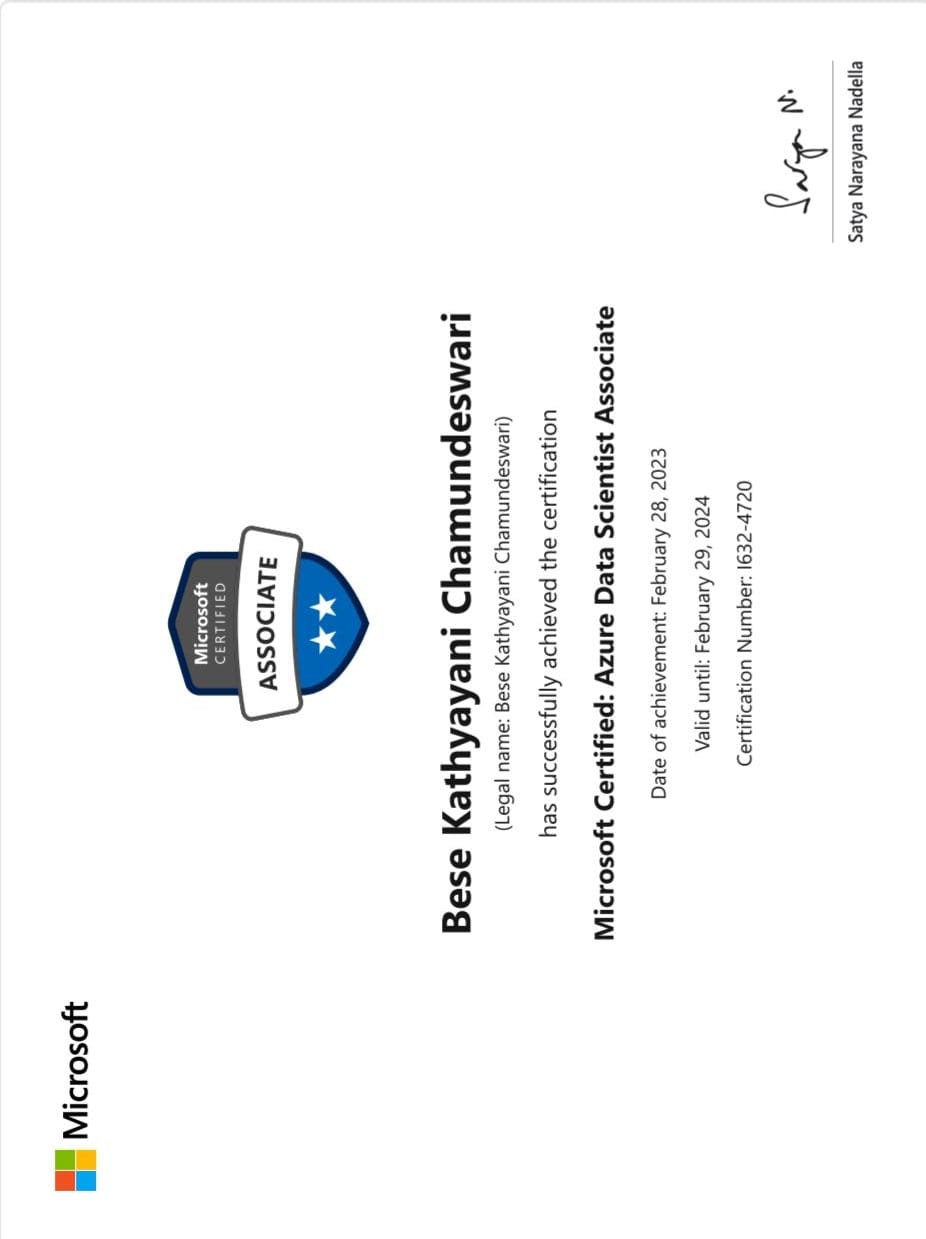 Microsoft
Microsoft
CERTIFIED
ASSOCIATE
Bese Kathyayani Chamundeswari
(Legal name: Bese Kathyayani Chamundeswari)
has successfully achieved the certification
Microsoft Certified: Azure Data Scientist Associate
Date of achievement: February 28, 2023
Valid until: February 29, 2024
Certification Number: I632-4720
Satya N.
Satya Narayana Nadella